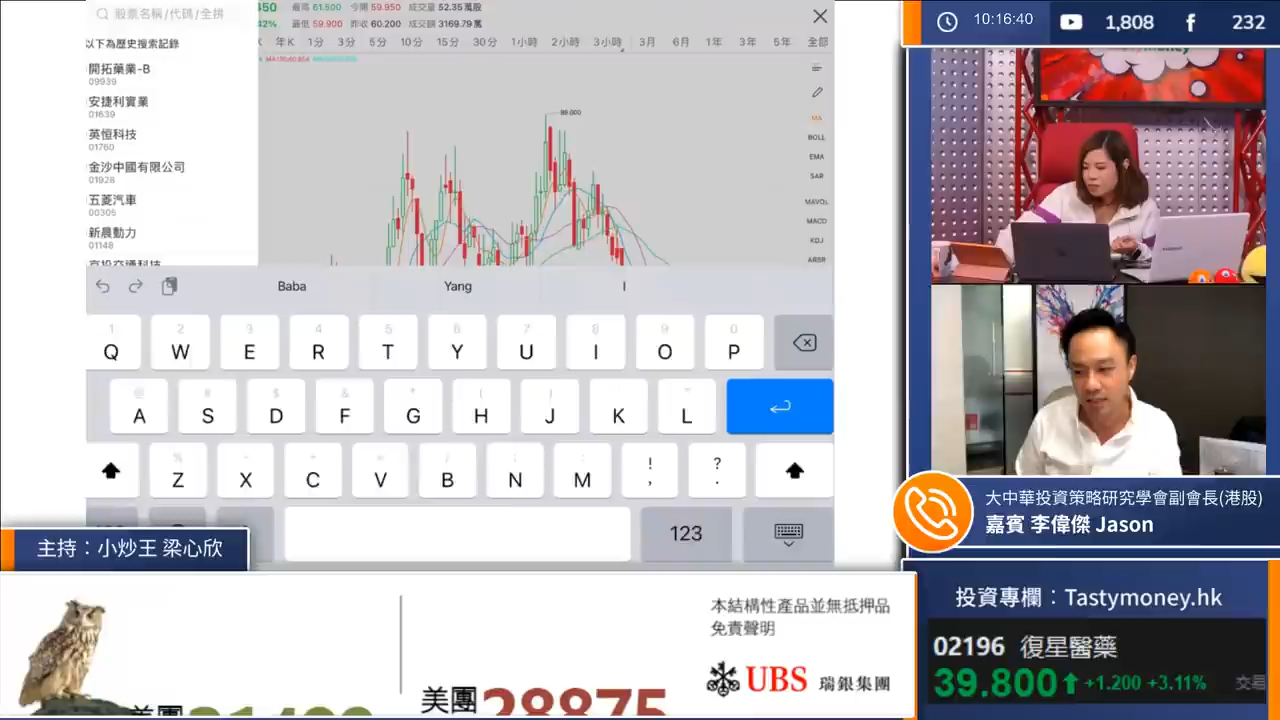 股票名稱/代碼/全拼
以下為歷史搜索記錄
開拓藥業-B
09939
安捷利實業
01639
英恒科技
01760
金沙中國有限公司
01928
五菱汽車
00305
新晨動力
01148
最高 61.500 今開 59.950 成交量 52.35 萬股
最低 59.900 昨收 60.200 成交額 3169.79 萬
年K 1分 3分 5分 10分 15分 30分 1小時 2小時 3小時 3月 6月 1年 3年 5年 全部
MA
BOLL
EMA
SAR
MAVOL
MACD
KDJ
ARBR
Baba Yang I
1 2 3 4 5 6 7 8 9 0
Q W E R T Y U I O P
A S D F G H J K L
Z X C V B N M ! , ? .
123
主持：小炒王 梁心欣
10:16:40 1,808 232
大中華投資策略研究學會副會長(港股)
嘉賓 李偉傑 Jason
投資專欄：Tastymoney.hk
02196 復星醫藥
39.800 +1.200 +3.11%
本結構性產品並無抵押品
免責聲明
UBS 瑞銀集團
美團 28875